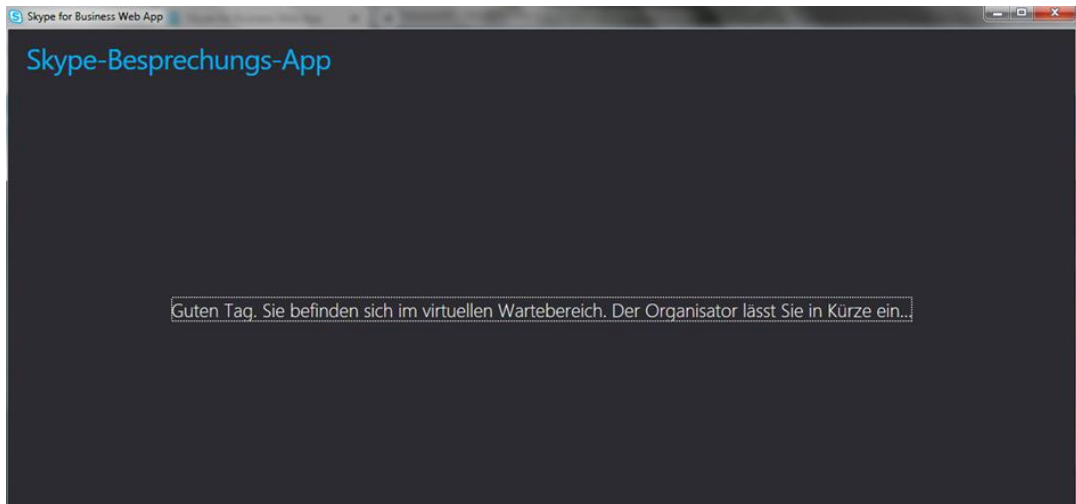 Skype for Business Web App
Skype-Besprechungs-App
Guten Tag. Sie befinden sich im virtuellen Wartebereich. Der Organisator lässt Sie in Kürze ein...